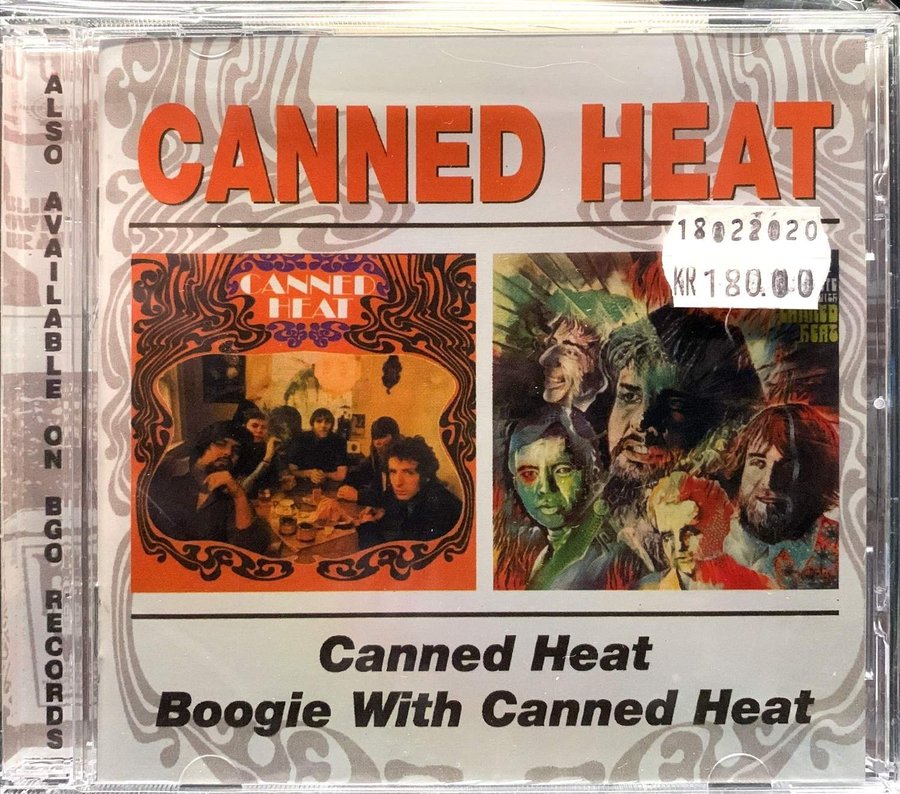 ALSO AVAILABLE ON BGO RECORDS
CANNED HEAT
18022020
KR 180.00
CANNED
HEAT
CANNED
HEAT
Canned Heat
Boogie With Canned Heat